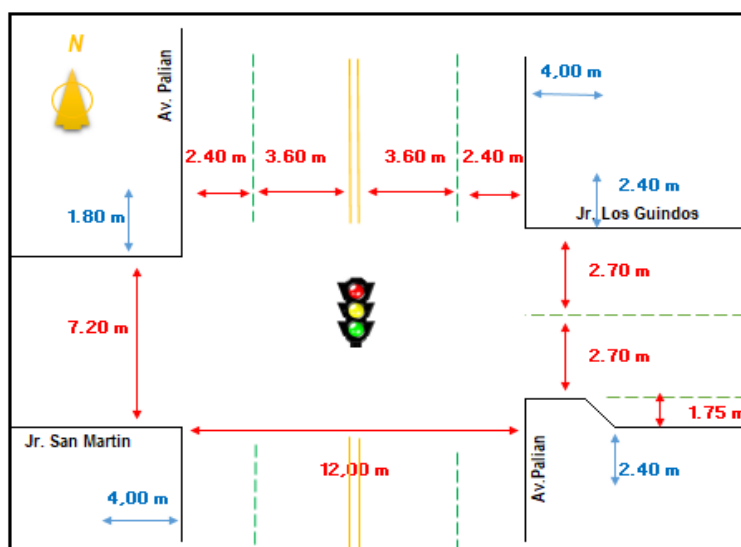 N
Av. Palian
4,00 m
2.40 m
3.60 m
3.60 m
2.40 m
2.40 m
1.80 m
Jr, Los Guindos
2.70 m
7.20 m
2.70 m
1.75 m
Jr. San Martin
12,00 m
Av.Palian
2.40 m
4,00 m